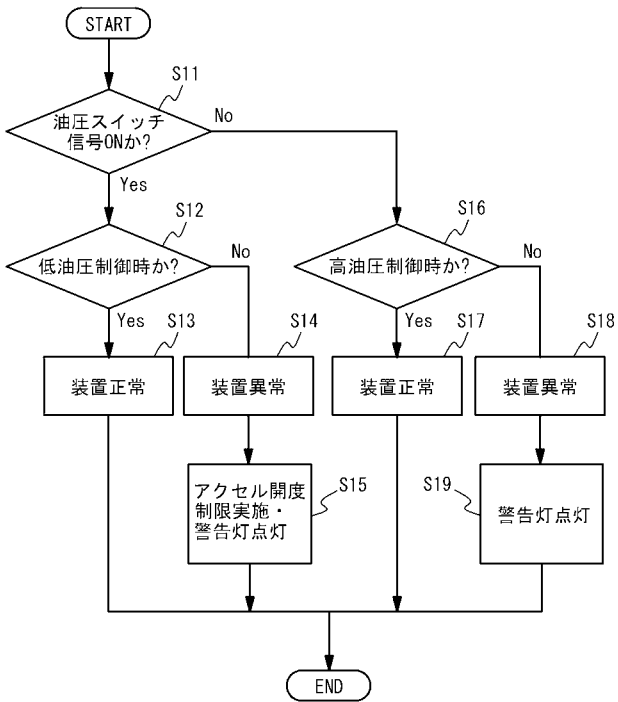 START
S11
油圧スイッチ
信号ONか?
No
Yes
S12
低油圧制御時か?
No
S16
高油圧制御時か?
No
Yes
S13
S14
Yes
S17
S18
装置正常
装置異常
装置正常
装置異常
アクセル開度
制限実施・
警告灯点灯
S15
S19
警告灯点灯
END